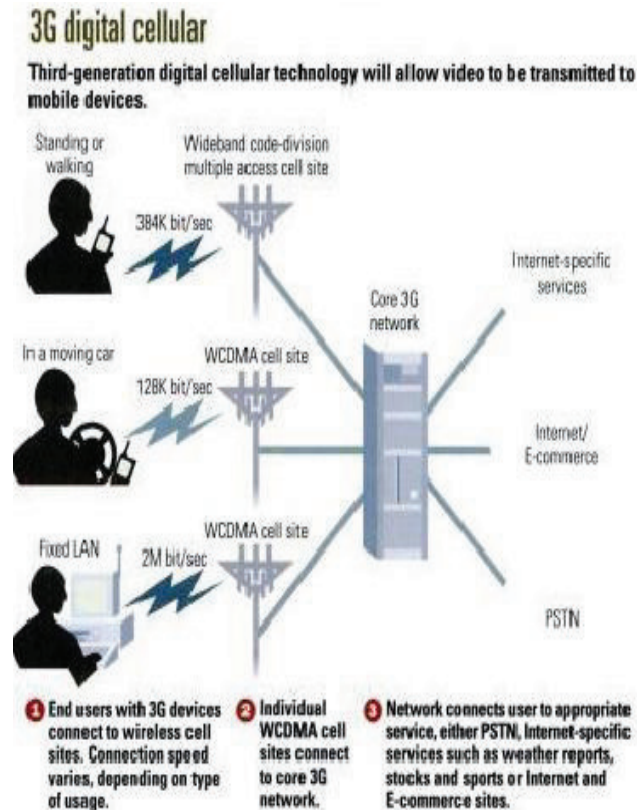 3G digital cellular
Third-generation digital cellular technology will allow video to be transmitted to
mobile devices.
Standing or
walking
Wideband code-division
multiple access cell site
384K bit/sec
Internet-specific
services
Core 3G
network
In a moving car
WCDMA cell site
128K bit/sec
Internet/
E-commerce
WCDMA cell site
Fixed LAN
2M bit/sec
PSTN
1 End users with 3G devices
connect to wireless cell
sites. Connection speed
varies, depending on type
of usage.
2 Individual
WCDMA cell
sites connect
to core 3G
network.
3 Network connects user to appropriate
service, either PSTN, Internet-specific
services such as weather reports,
stocks and sports or Internet and
E-commerce sites.